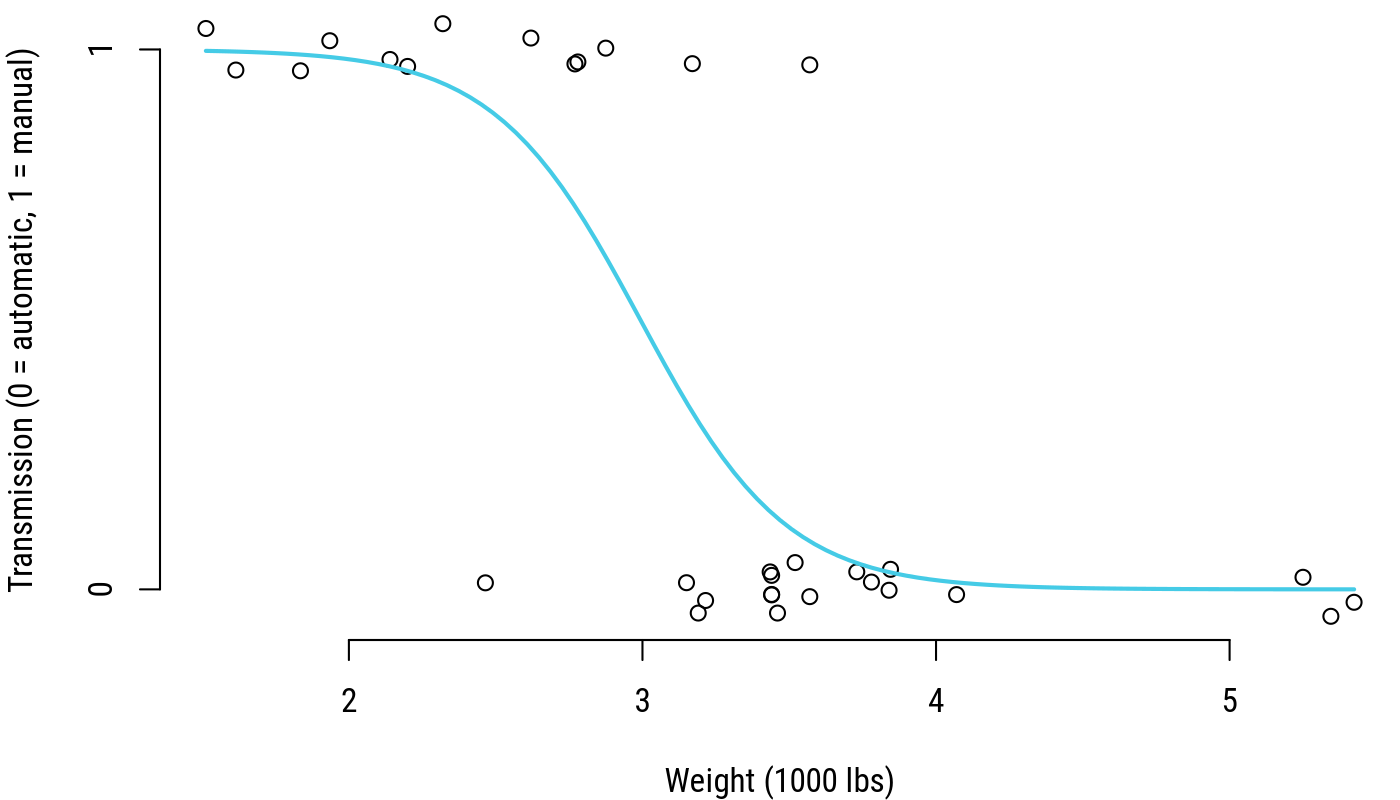 Transmission (0 = automatic, 1 = manual)
1
0
2 3 4 5
Weight (1000 lbs)